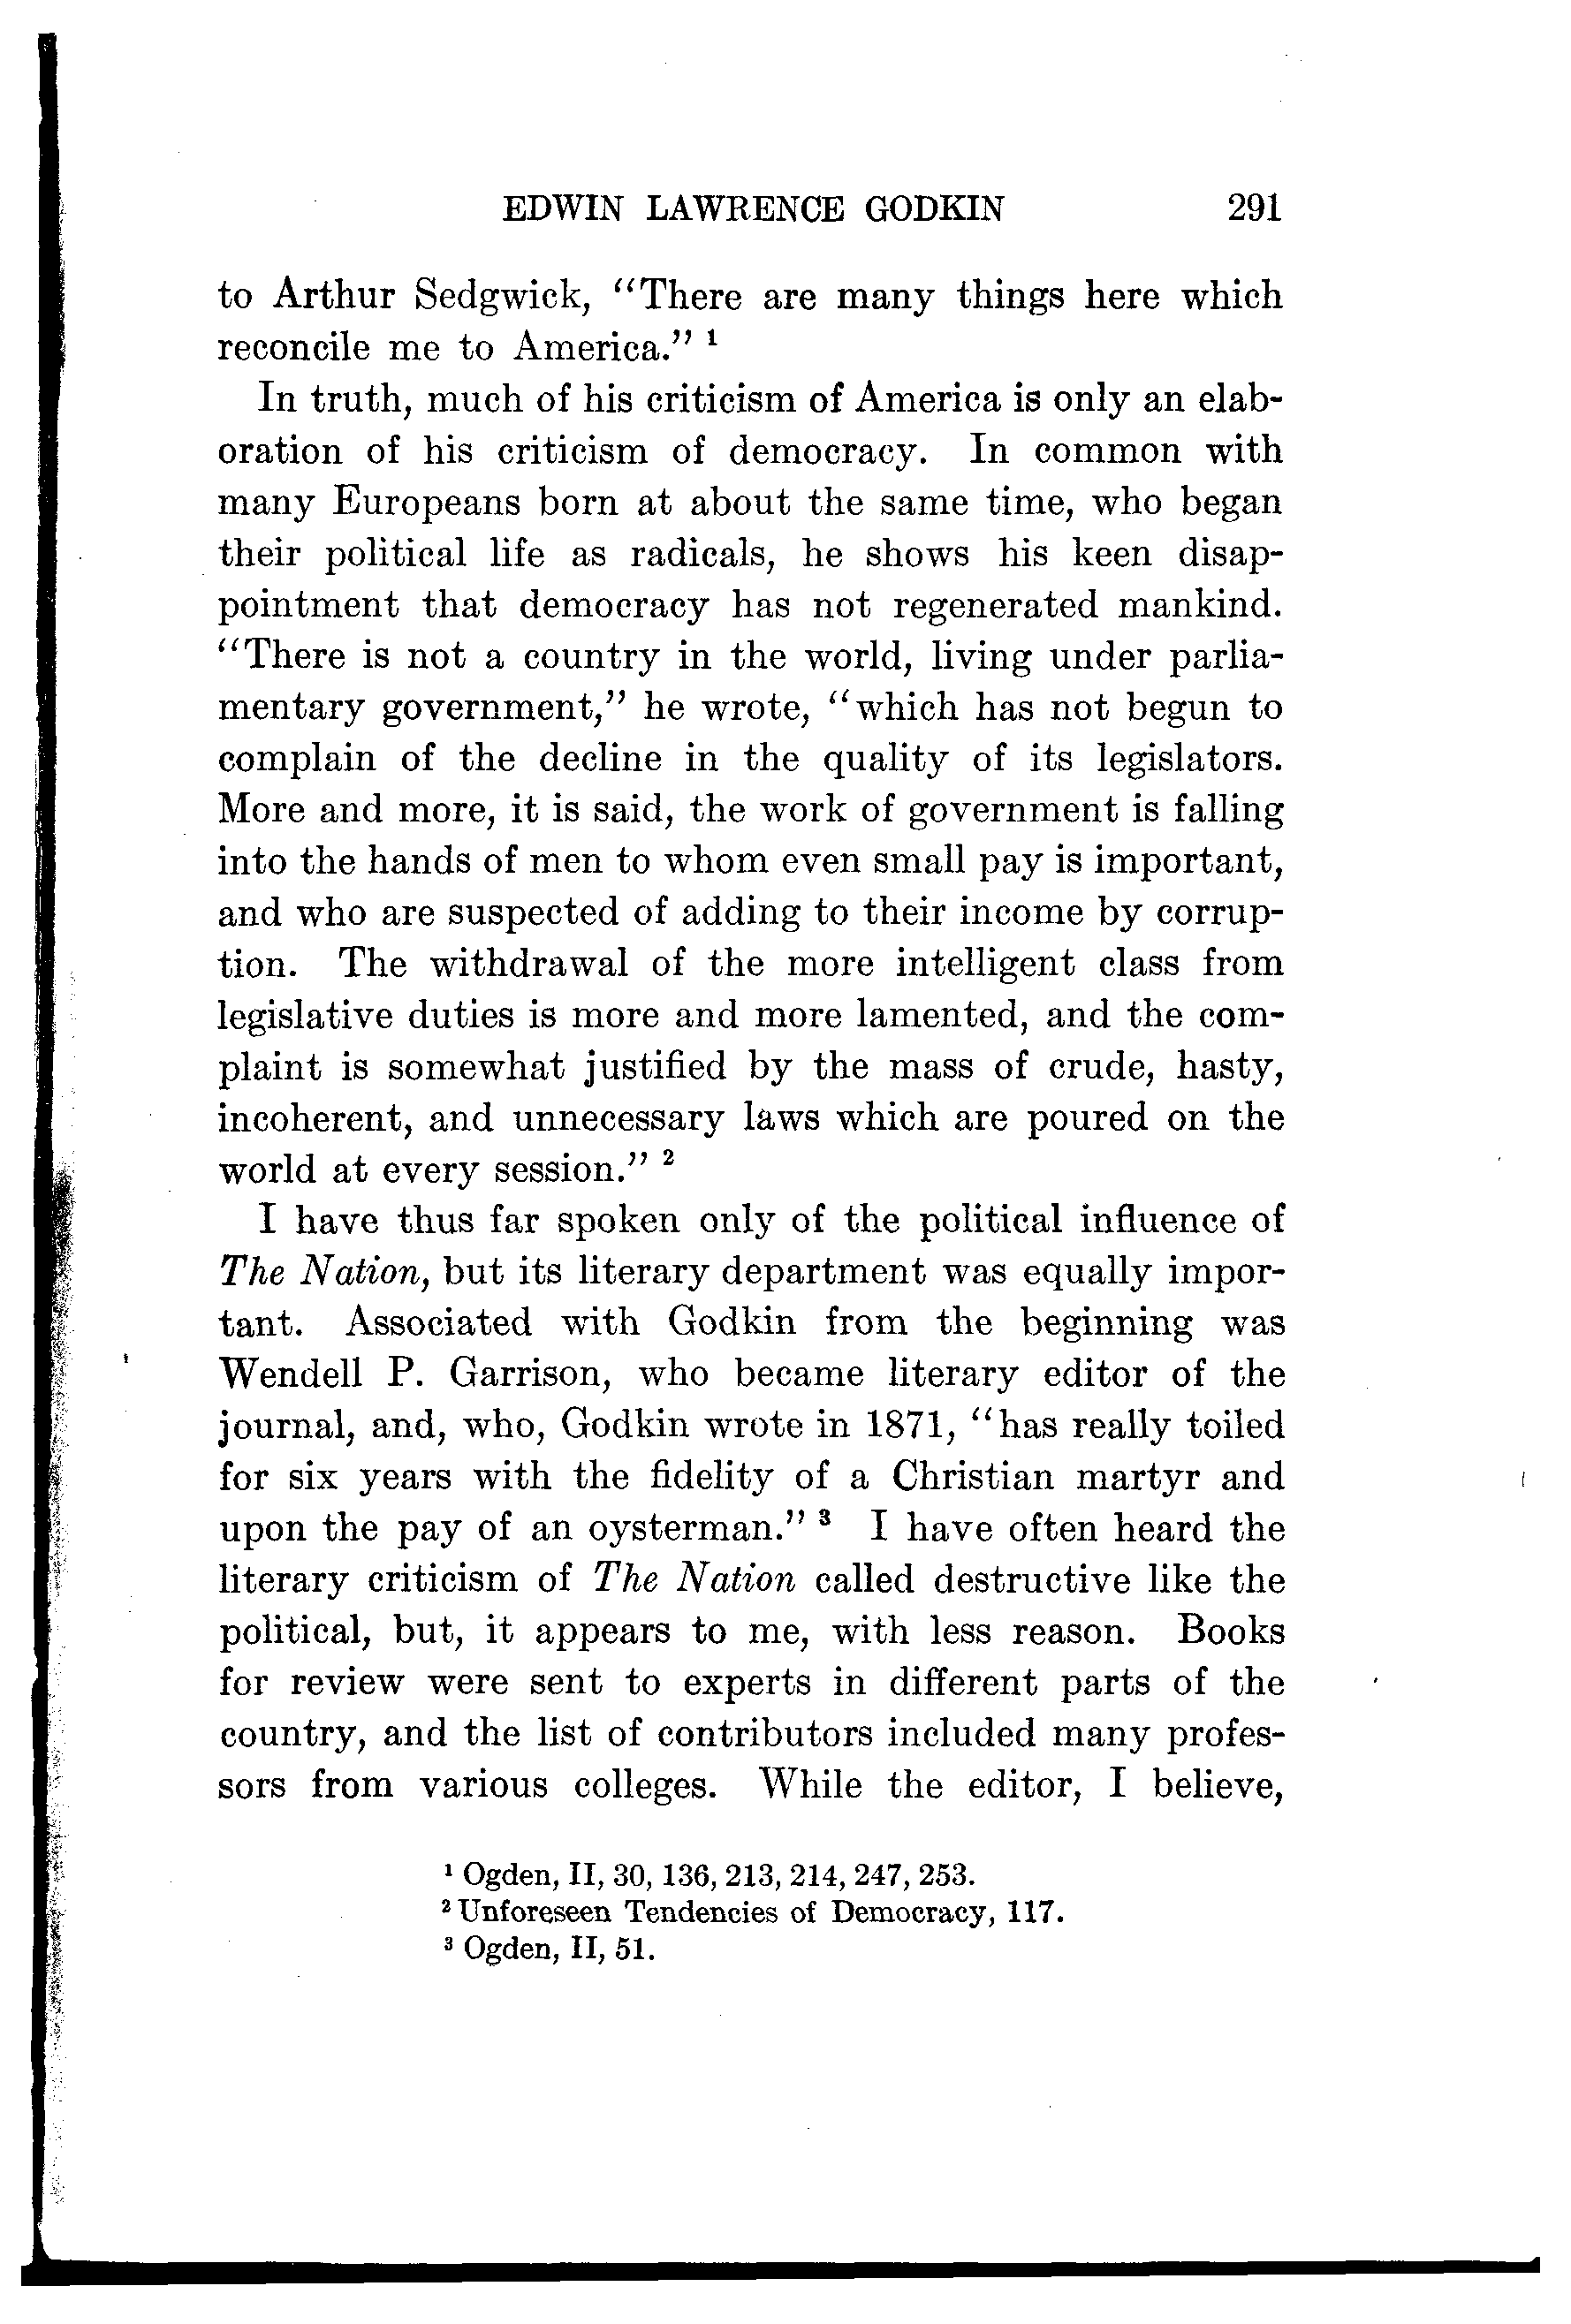 EDWIN LAWRENCE GODKIN 291
to Arthur Sedgwick, "There are many things here which
reconcile me to America." ¹
In truth, much of his criticism of America is only an elab-
oration of his criticism of democracy. In common with
many Europeans born at about the same time, who began
their political life as radicals, he shows his keen disap-
pointment that democracy has not regenerated mankind.
"There is not a country in the world, living under parlia-
mentary government," he wrote, "which has not begun to
complain of the decline in the quality of its legislators.
More and more, it is said, the work of government is falling
into the hands of men to whom even small pay is important,
and who are suspected of adding to their income by corrup-
tion. The withdrawal of the more intelligent class from
legislative duties is more and more lamented, and the com-
plaint is somewhat justified by the mass of crude, hasty,
incoherent, and unnecessary laws which are poured on the
world at every session." ²
I have thus far spoken only of the political influence of
The Nation, but its literary department was equally impor-
tant. Associated with Godkin from the beginning was
Wendell P. Garrison, who became literary editor of the
journal, and, who, Godkin wrote in 1871, "has really toiled
for six years with the fidelity of a Christian martyr and
upon the pay of an oysterman." ³ I have often heard the
literary criticism of The Nation called destructive like the
political, but, it appears to me, with less reason. Books
for review were sent to experts in different parts of the
country, and the list of contributors included many profes-
sors from various colleges. While the editor, I believe,
¹ Ogden, II, 30, 136, 213, 214, 247, 253.
² Unforeseen Tendencies of Democracy, 117.
³ Ogden, II, 51.